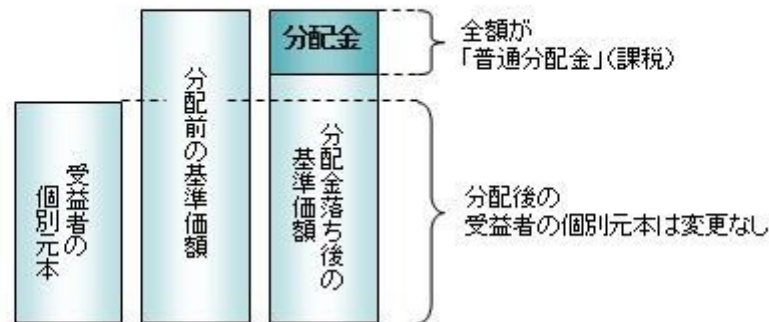 受益者の
個別元本
分配前の基準価額
分配金
分配金落ち後の
基準価額
全額が
「普通分配金」(課税)
分配後の
受益者の個別元本は変更なし